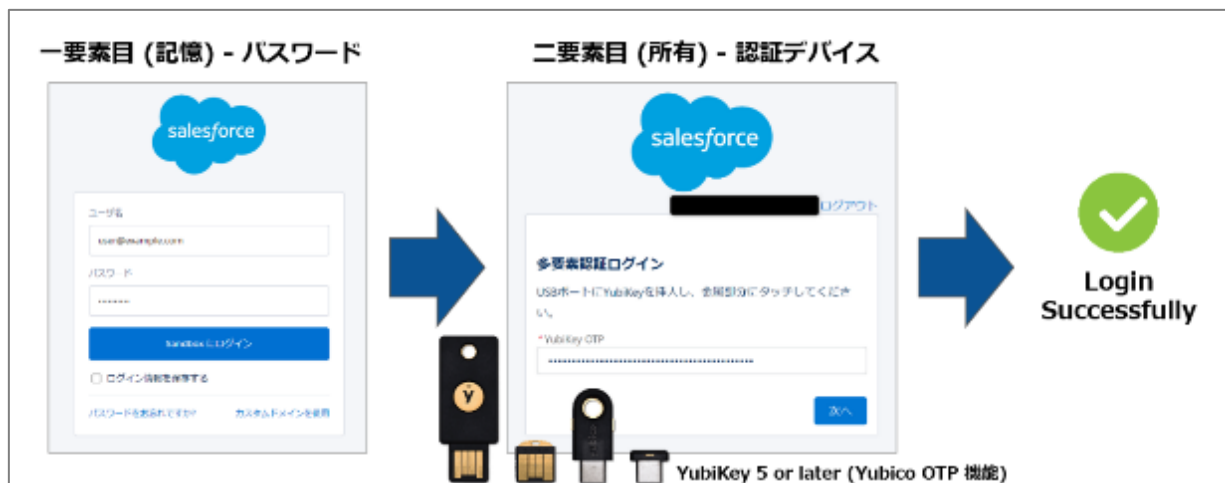 一要素目 (記憶) - パスワード
二要素目 (所有) - 認証デバイス
salesforce
ユーザ名
user@example.com
パスワード
Sandbox にログイン
ログイン情報を保存する
パスワードをお忘れですか?
カスタムドメインを使用
salesforce
ログアウト
多要素認証ログイン
USBポートにYubiKeyを挿入し、金属部分にタッチしてくださ
い。
*YubiKey OTP
次へ
y
YubiKey 5 or later (Yubico OTP 機能)
Login
Successfully